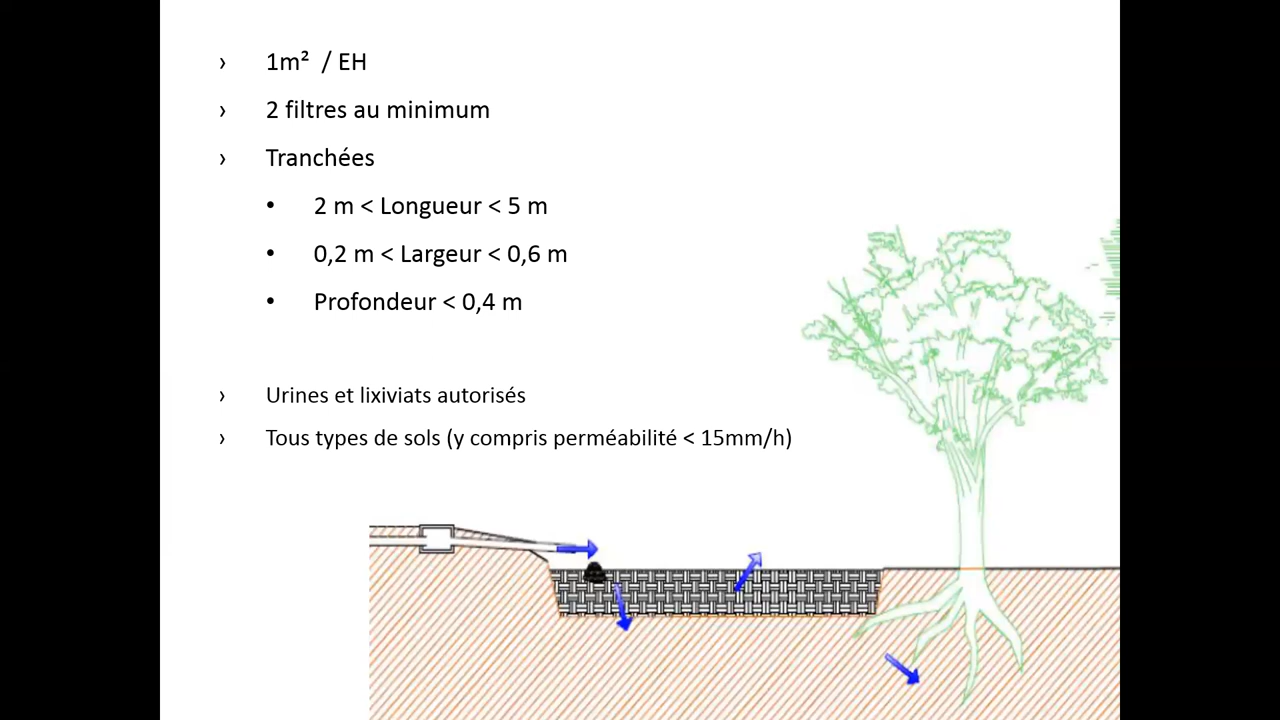 › 1m² / EH
› 2 filtres au minimum
› Tranchées
• 2 m < Longueur < 5 m
• 0,2 m < Largeur < 0,6 m
• Profondeur < 0,4 m
› Urines et lixiviats autorisés
› Tous types de sols (y compris perméabilité < 15mm/h)